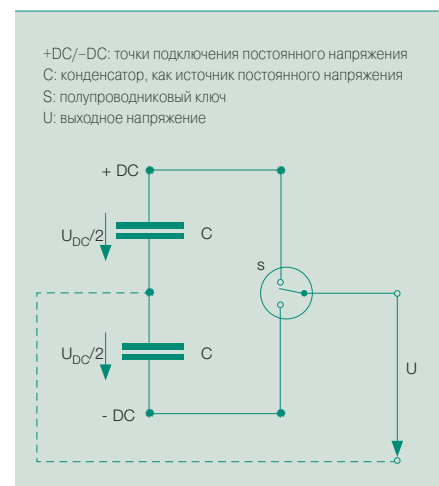 +DC/–DC: точки подключения постоянного напряжения
C: конденсатор, как источник постоянного напряжения
S: полупроводниковый ключ
U: выходное напряжение
+ DC
U_DC/2
C
s
U_DC/2
C
U
- DC